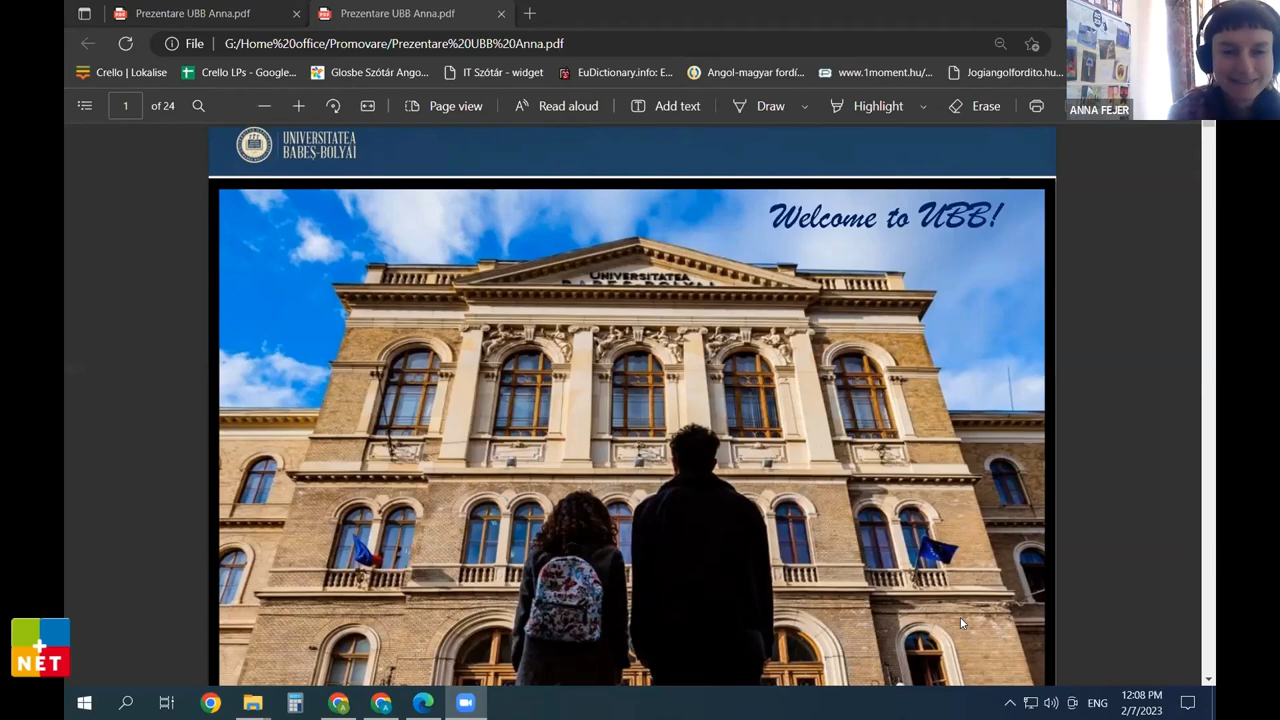 Prezentare UBB Anna.pdf
Prezentare UBB Anna.pdf
File
G:/Home%20office/Promovare/Prezentare%20UBB%20Anna.pdf
Crello | Lokalise
Crello LPs - Google...
Glosbe Szótár Ango...
IT Szótár - widget
EuDictionary.info: E...
Angol-magyar fordí...
www.1moment.hu/...
Jogiangolfordito.hu...
1 of 24
Page view
Read aloud
Add text
Draw
Highlight
Erase
ANNA FEJER
UNIVERSITATEA
BABEȘ-BOLYAI
Welcome to UBB!
UNIVERSITATEA
BABEȘ-BOLYAI
+
NET
ENG
12:08 PM
2/7/2023